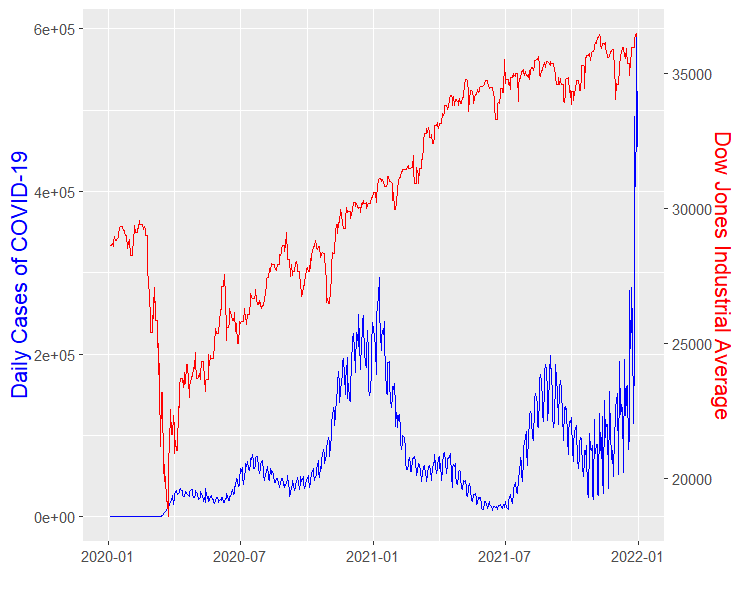 Daily Cases of COVID-19
6e+05
4e+05
2e+05
0e+00
35000
30000
25000
20000
Dow Jones Industrial Average
2020-01
2020-07
2021-01
2021-07
2022-01